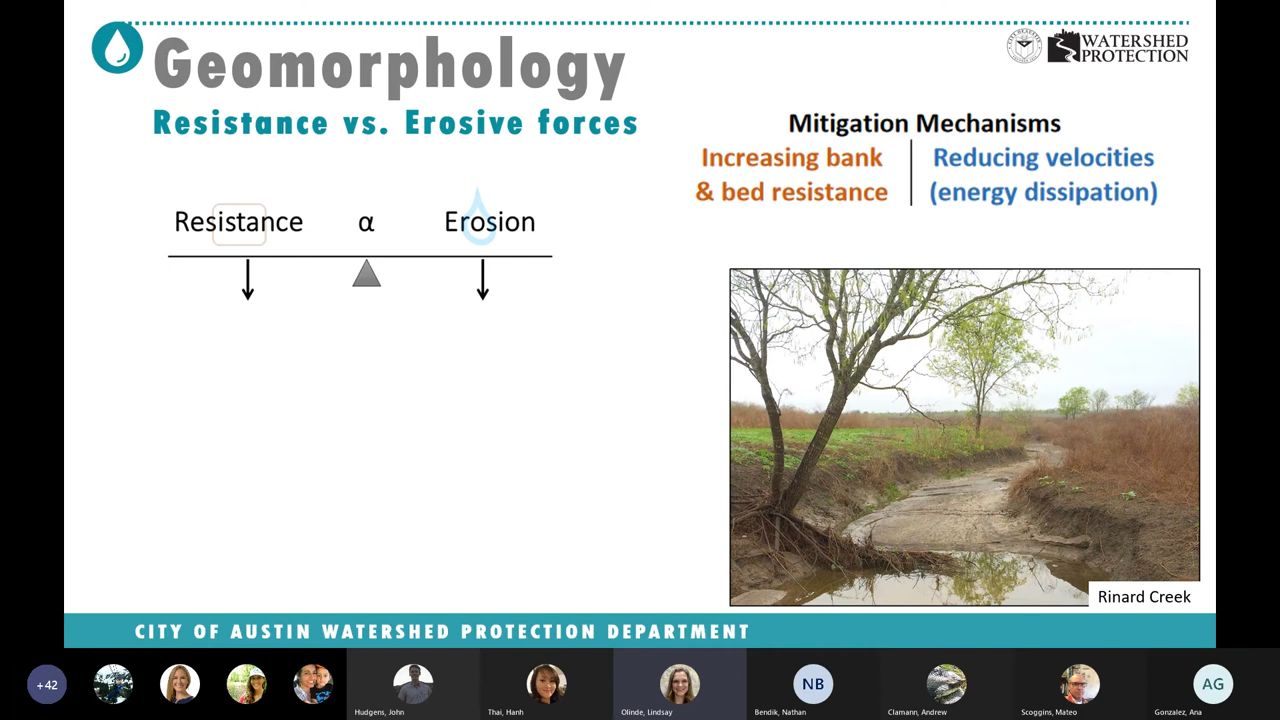 Geomorphology
Resistance vs. Erosive forces
WATERSHED
PROTECTION
Mitigation Mechanisms
Increasing bank
& bed resistance
Reducing velocities
(energy dissipation)
Resistance α Erosion
Rinard Creek
CITY OF AUSTIN WATERSHED PROTECTION DEPARTMENT
+42
Hudgens, John
Thai, Hanh
Olinde, Lindsay
NB
Bendik, Nathan
Clamann, Andrew
Scoggins, Mateo
AG
Gonzalez, Ana